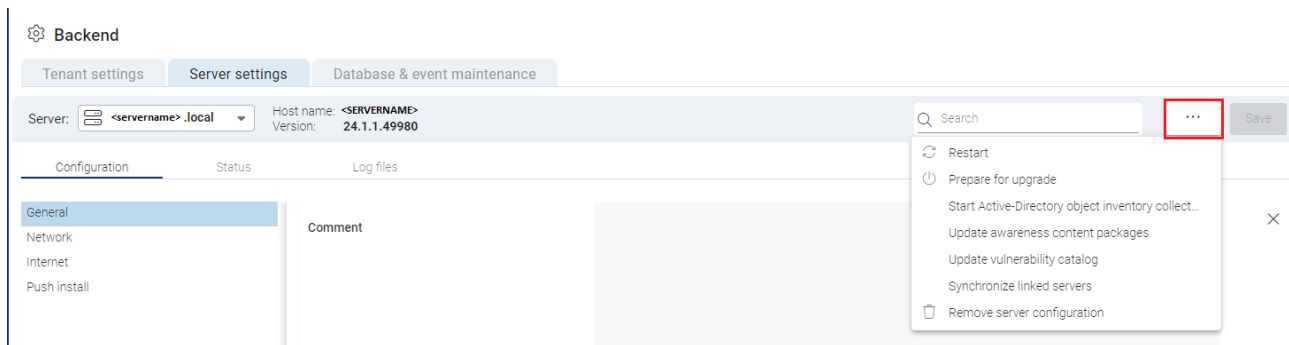 Backend
Tenant settings Server settings Database & event maintenance
Server: <servername> .local Host name: <SERVERNAME>
Version: 24.1.1.49980
Search ... Save
Configuration Status Log files
Restart
Prepare for upgrade
Start Active-Directory object inventory collect...
Update awareness content packages
Update vulnerability catalog
Synchronize linked servers
Remove server configuration
General
Network
Internet
Push install
Comment